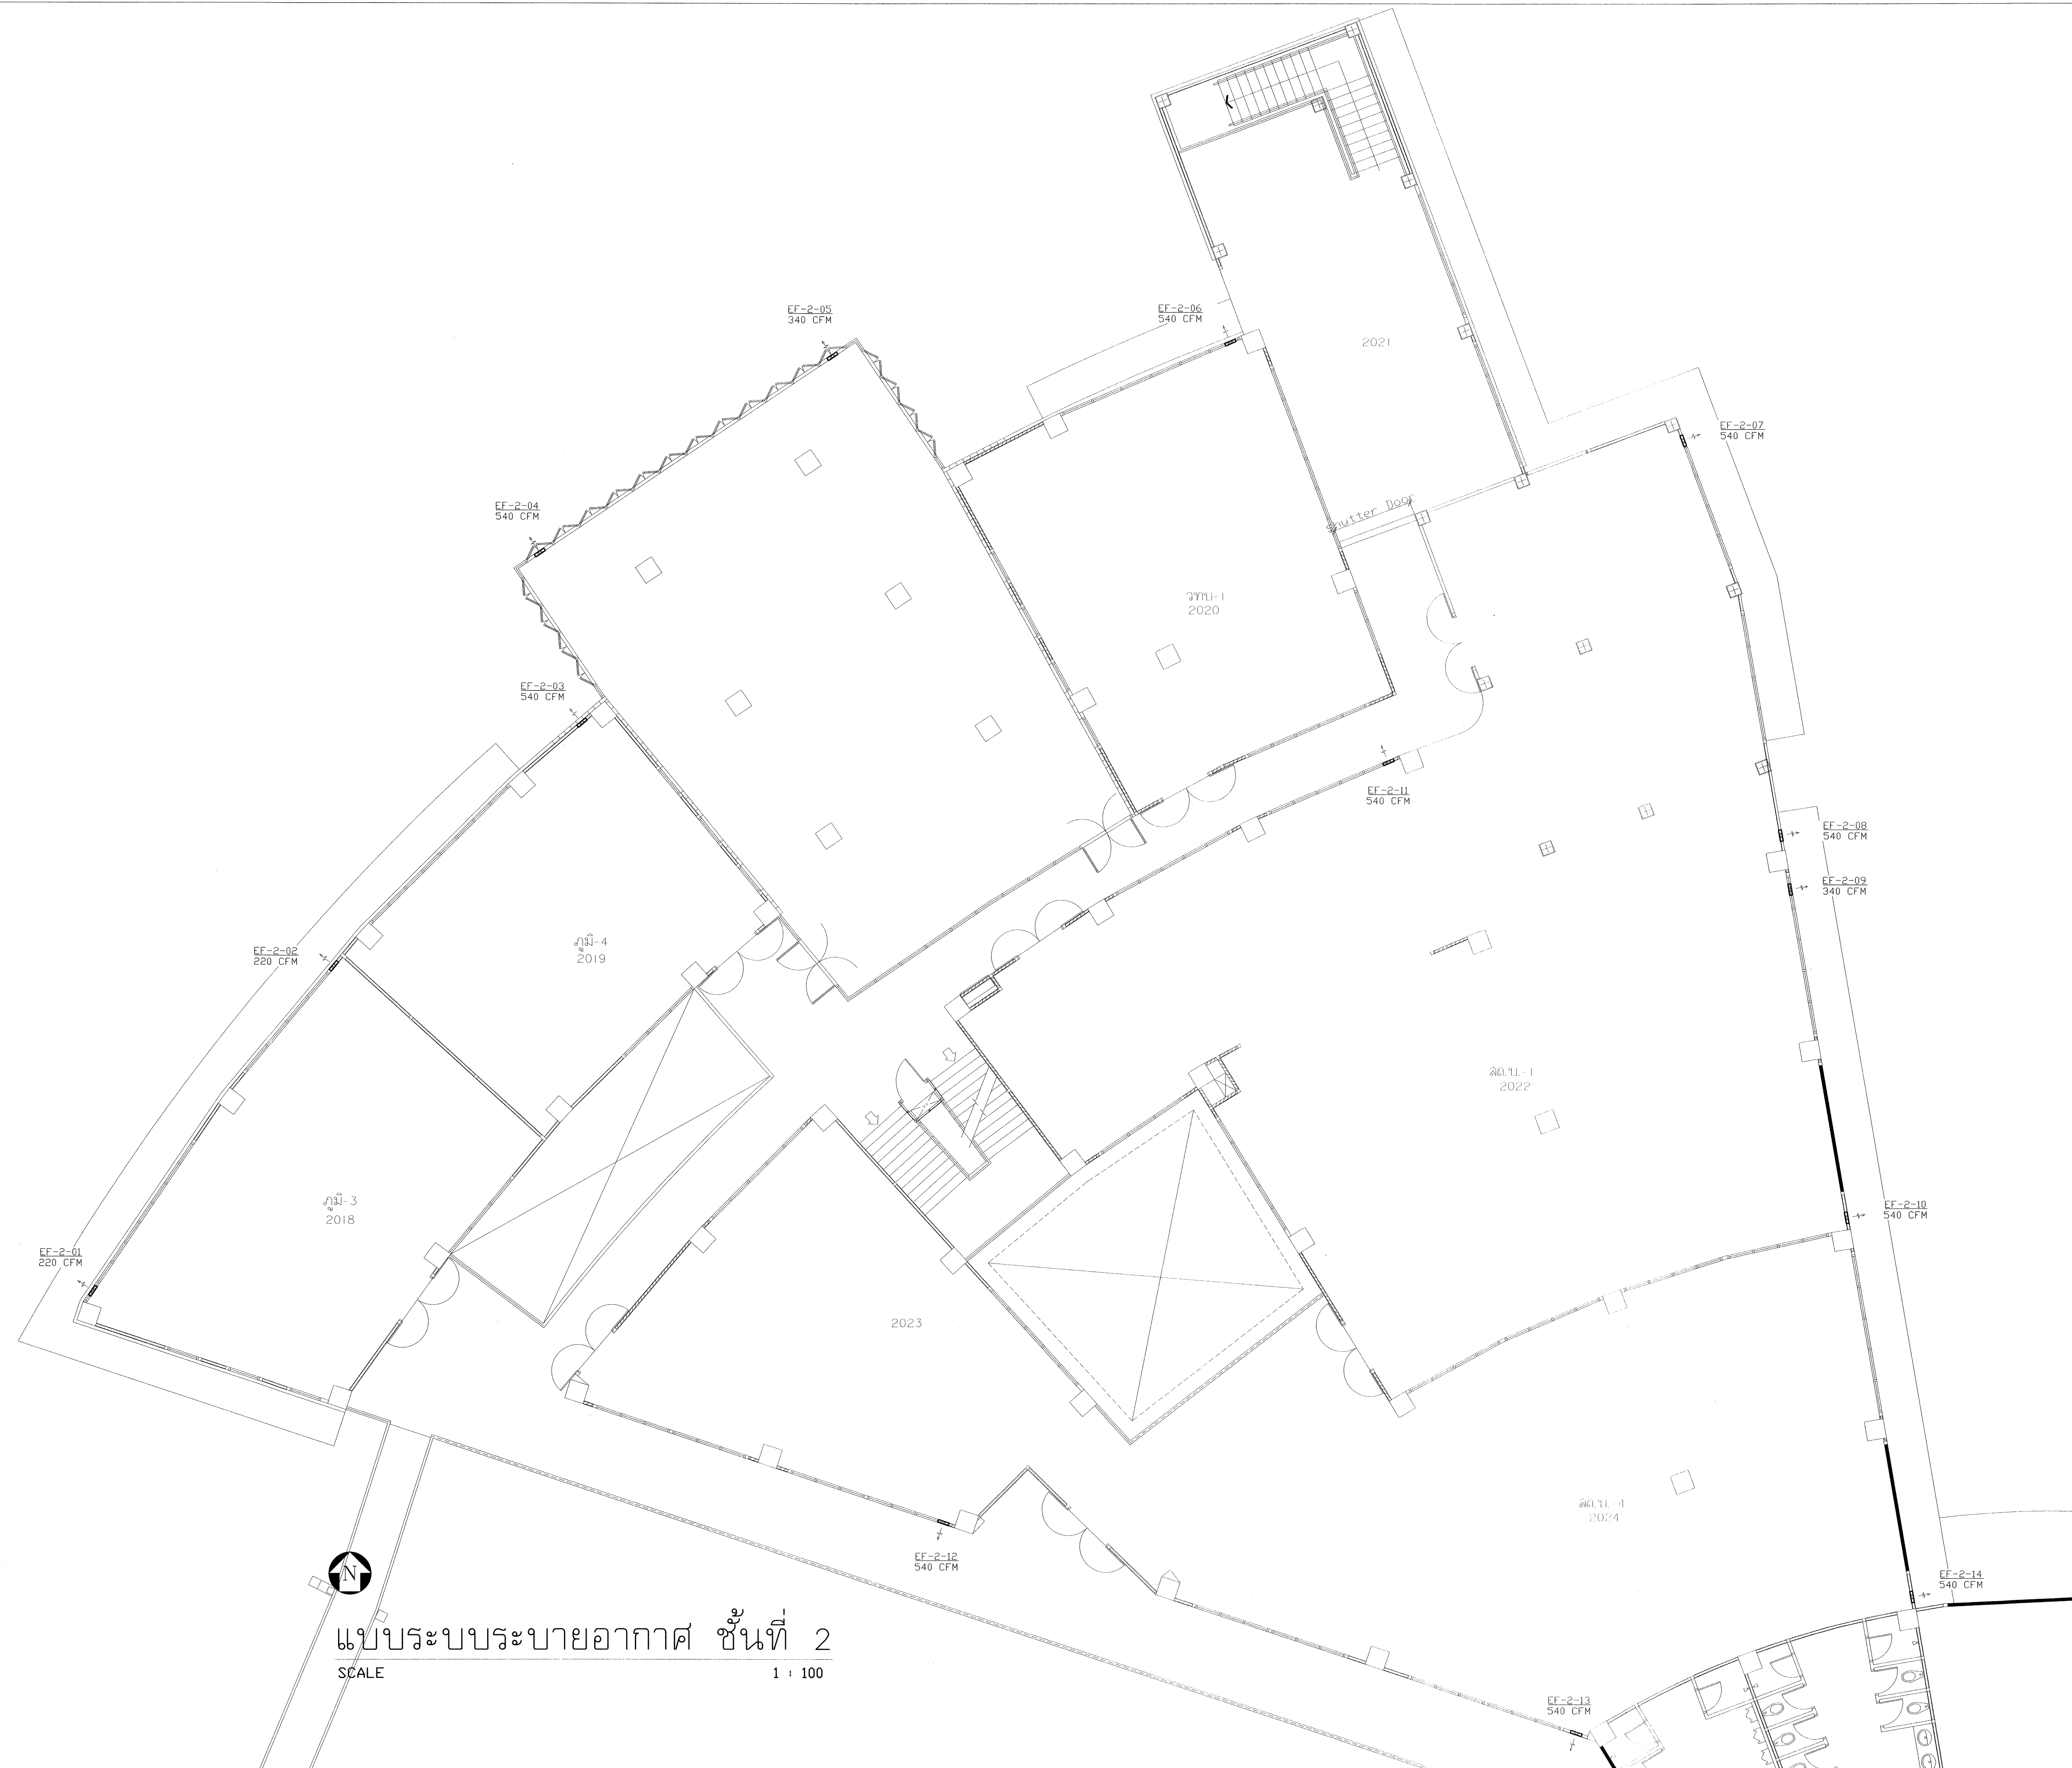 EF-2-05
340 CFM
EF-2-06
540 CFM
2021
EF-2-07
540 CFM
EF-2-04
540 CFM
Shutter Door
วทบ-1
2020
EF-2-03
540 CFM
EF-2-11
540 CFM
EF-2-08
540 CFM
EF-2-09
340 CFM
EF-2-02
220 CFM
ภูมิ-4
2019
2022
ภูมิ-3
2018
EF-2-10
540 CFM
EF-2-01
220 CFM
2023
2024
EF-2-12
540 CFM
EF-2-14
540 CFM
N
แบบระบบระบายอากาศ ชั้นที่ 2
SCALE 1 : 100
EF-2-13
540 CFM